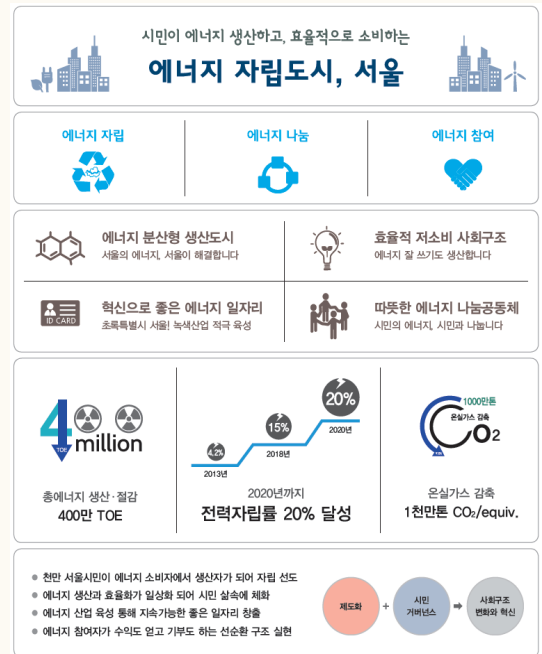 시민이 에너지 생산하고, 효율적으로 소비하는
에너지 자립도시, 서울
에너지 자립
에너지 나눔
에너지 참여
에너지 분산형 생산도시
서울의 에너지, 서울이 해결합니다
효율적 저소비 사회구조
에너지 잘 쓰기도 생산합니다
ID CARD
혁신으로 좋은 에너지 일자리
초록특별시 서울! 녹색산업 적극 육성
따뜻한 에너지 나눔공동체
시민의 에너지, 시민과 나눕니다
4 million
TOE
총에너지 생산·절감
400만 TOE
4.2%
2013년
15%
2018년
20%
2020년
2020년까지
전력자립률 20% 달성
1000만톤
온실가스 감축
CO2
TOE
온실가스 감축
1천만톤 CO₂/equiv.
천만 서울시민이 에너지 소비자에서 생산자가 되어 자립 선도
에너지 생산과 효율화가 일상화 되어 시민 삶속에 체화
에너지 산업 육성 통해 지속가능한 좋은 일자리 창출
에너지 참여자가 수익도 얻고 기부도 하는 선순환 구조 실현
제도화
+
시민
거버넌스
사회구조
변화와 혁신